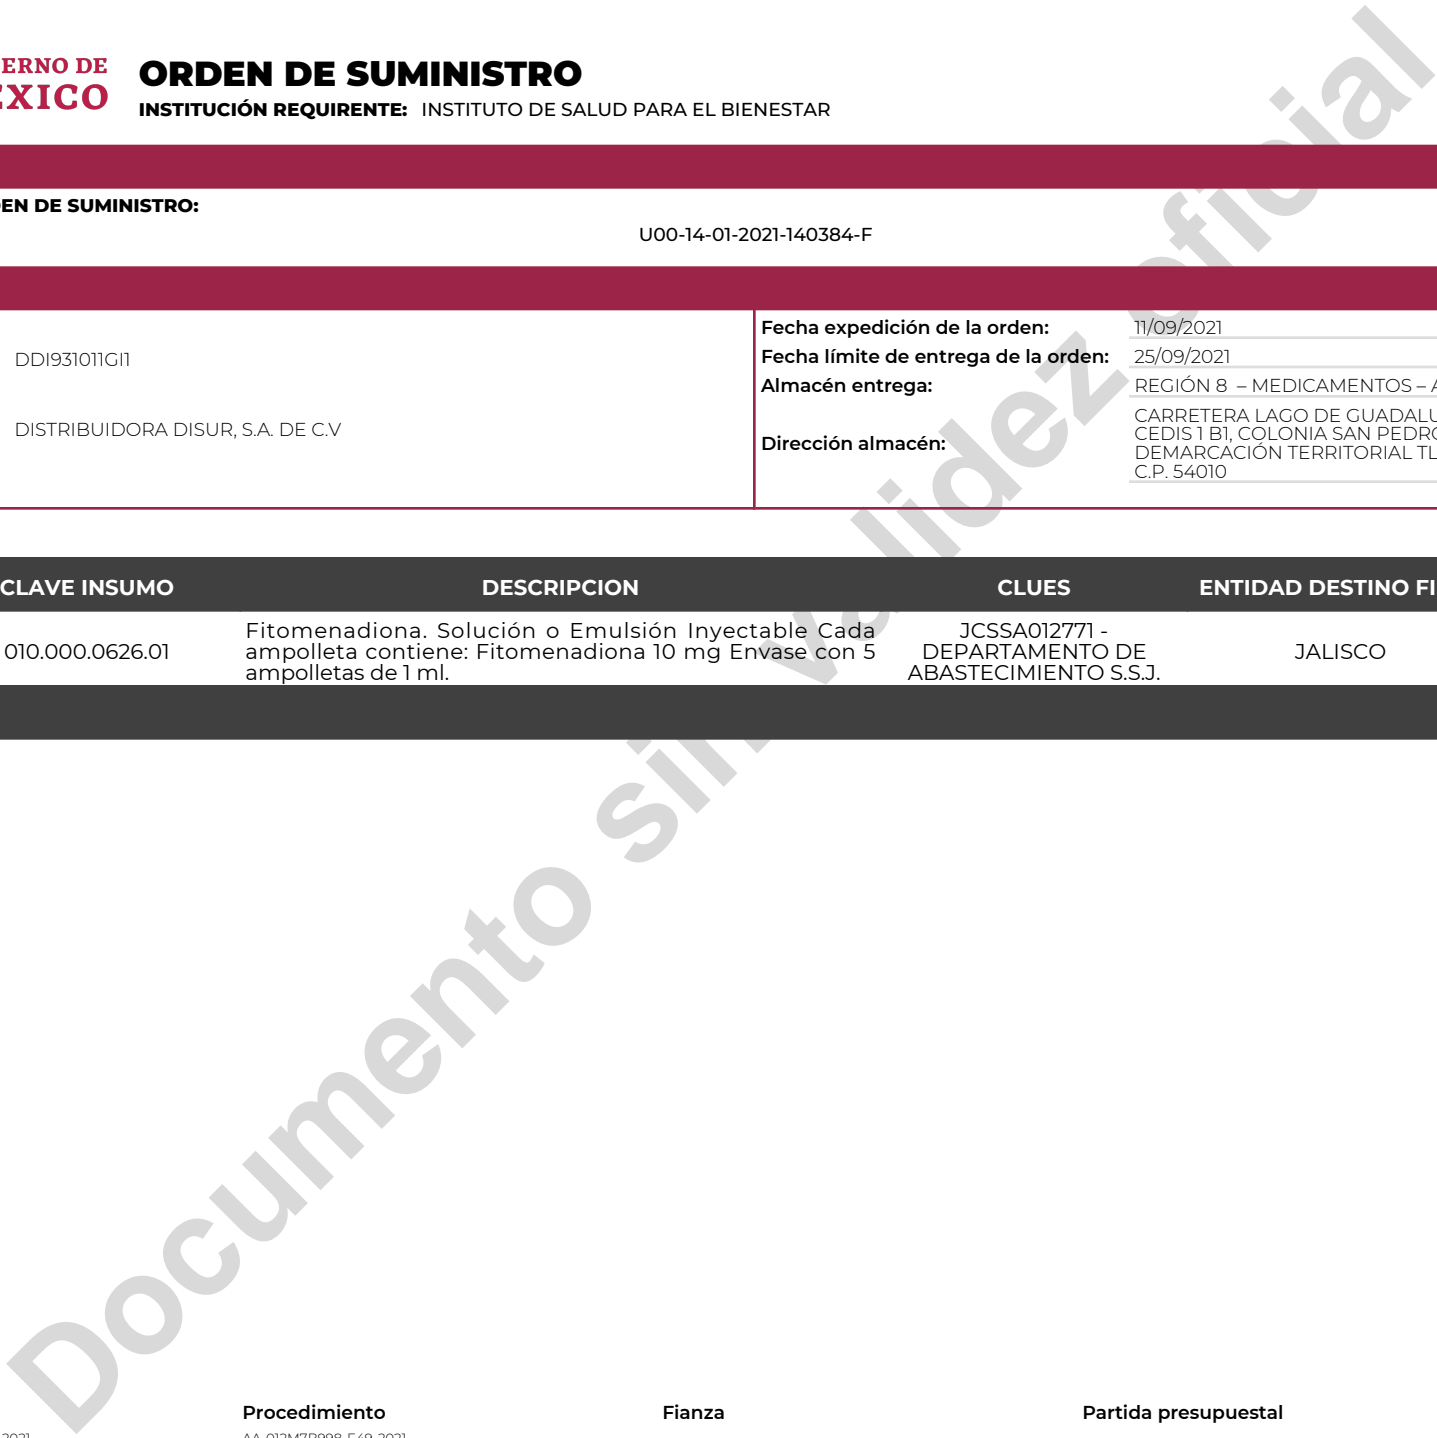 ERNO DE
ORDEN DE SUMINISTRO
INSTITUCIÓN REQUIRENTE: INSTITUTO DE SALUD PARA EL BIENESTAR
EN DE SUMINISTRO:
U00-14-01-2021-140384-F
DDI931011GI1
DISTRIBUIDORA DISUR, S.A. DE C.V
Fecha expedición de la orden: 11/09/2021
Fecha límite de entrega de la orden: 25/09/2021
Almacén entrega: REGIÓN 8 – MEDICAMENTOS – A
Dirección almacén:
CARRETERA LAGO DE GUADALU
CEDIS 1 B1, COLONIA SAN PEDRO
DEMARCACIÓN TERRITORIAL TL
C.P. 54010
CLAVE INSUMO DESCRIPCION CLUES ENTIDAD DESTINO FI
010.000.0626.01
Fitomenadiona. Solución o Emulsión Inyectable Cada
ampolleta contiene: Fitomenadiona 10 mg Envase con 5
ampolletas de 1 ml.
JCSSA012771 -
DEPARTAMENTO DE
ABASTECIMIENTO S.S.J.
JALISCO
Documento sin validez oficial
Procedimiento Fianza Partida presupuestal